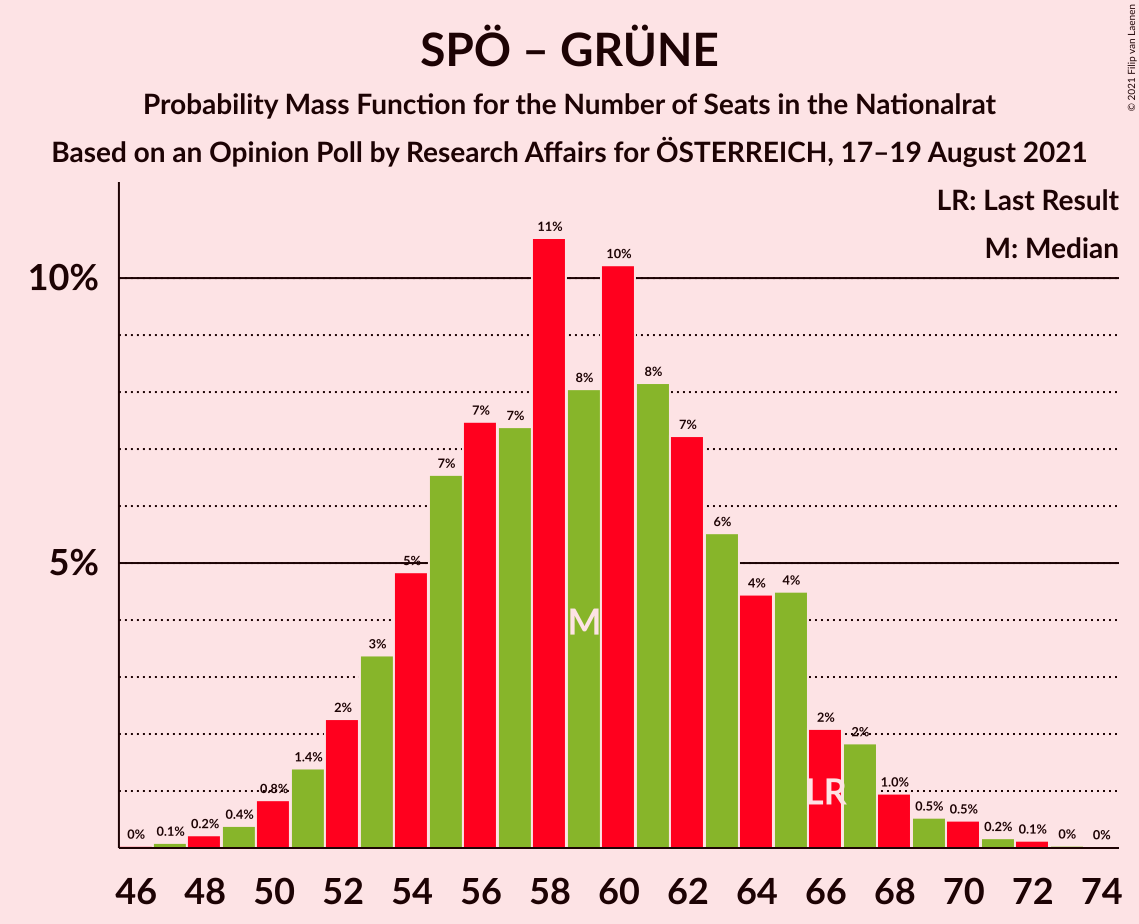 SPÖ – GRÜNE
Probability Mass Function for the Number of Seats in the Nationalrat
Based on an Opinion Poll by Research Affairs for ÖSTERREICH, 17–19 August 2021
© 2021 Filip van Laenen
LR: Last Result
M: Median
10%
5%
0% 0.1% 0.2% 0.4% 0.8% 1.4% 2% 3% 5% 7% 7% 7% 11% 8% 10% 8% 7% 6% 4% 4% 2% 2% 1.0% 0.5% 0.5% 0.2% 0.1% 0% 0%
M
LR
46 48 50 52 54 56 58 60 62 64 66 68 70 72 74